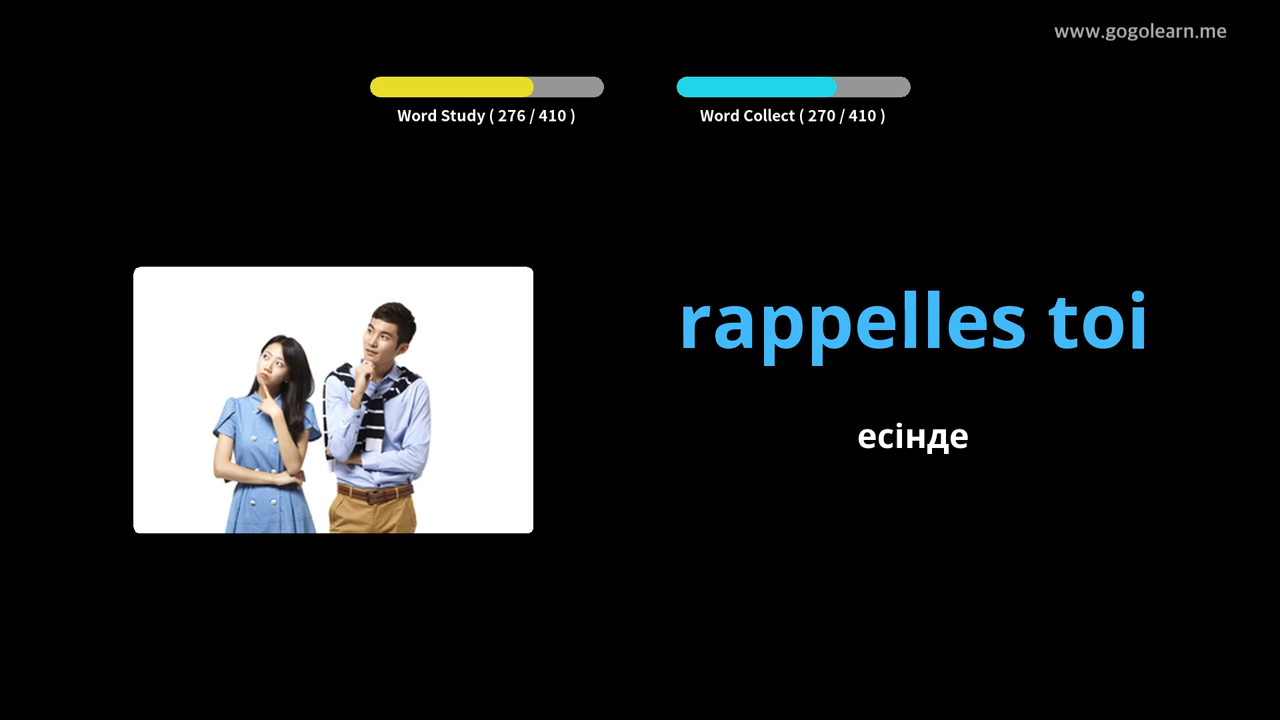 www.gogolearn.me
Word Study ( 276 / 410 )
Word Collect ( 270 / 410 )
rappelles toi
есінде